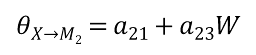 θ_{X→M_2} = a_{21} + a_{23}W